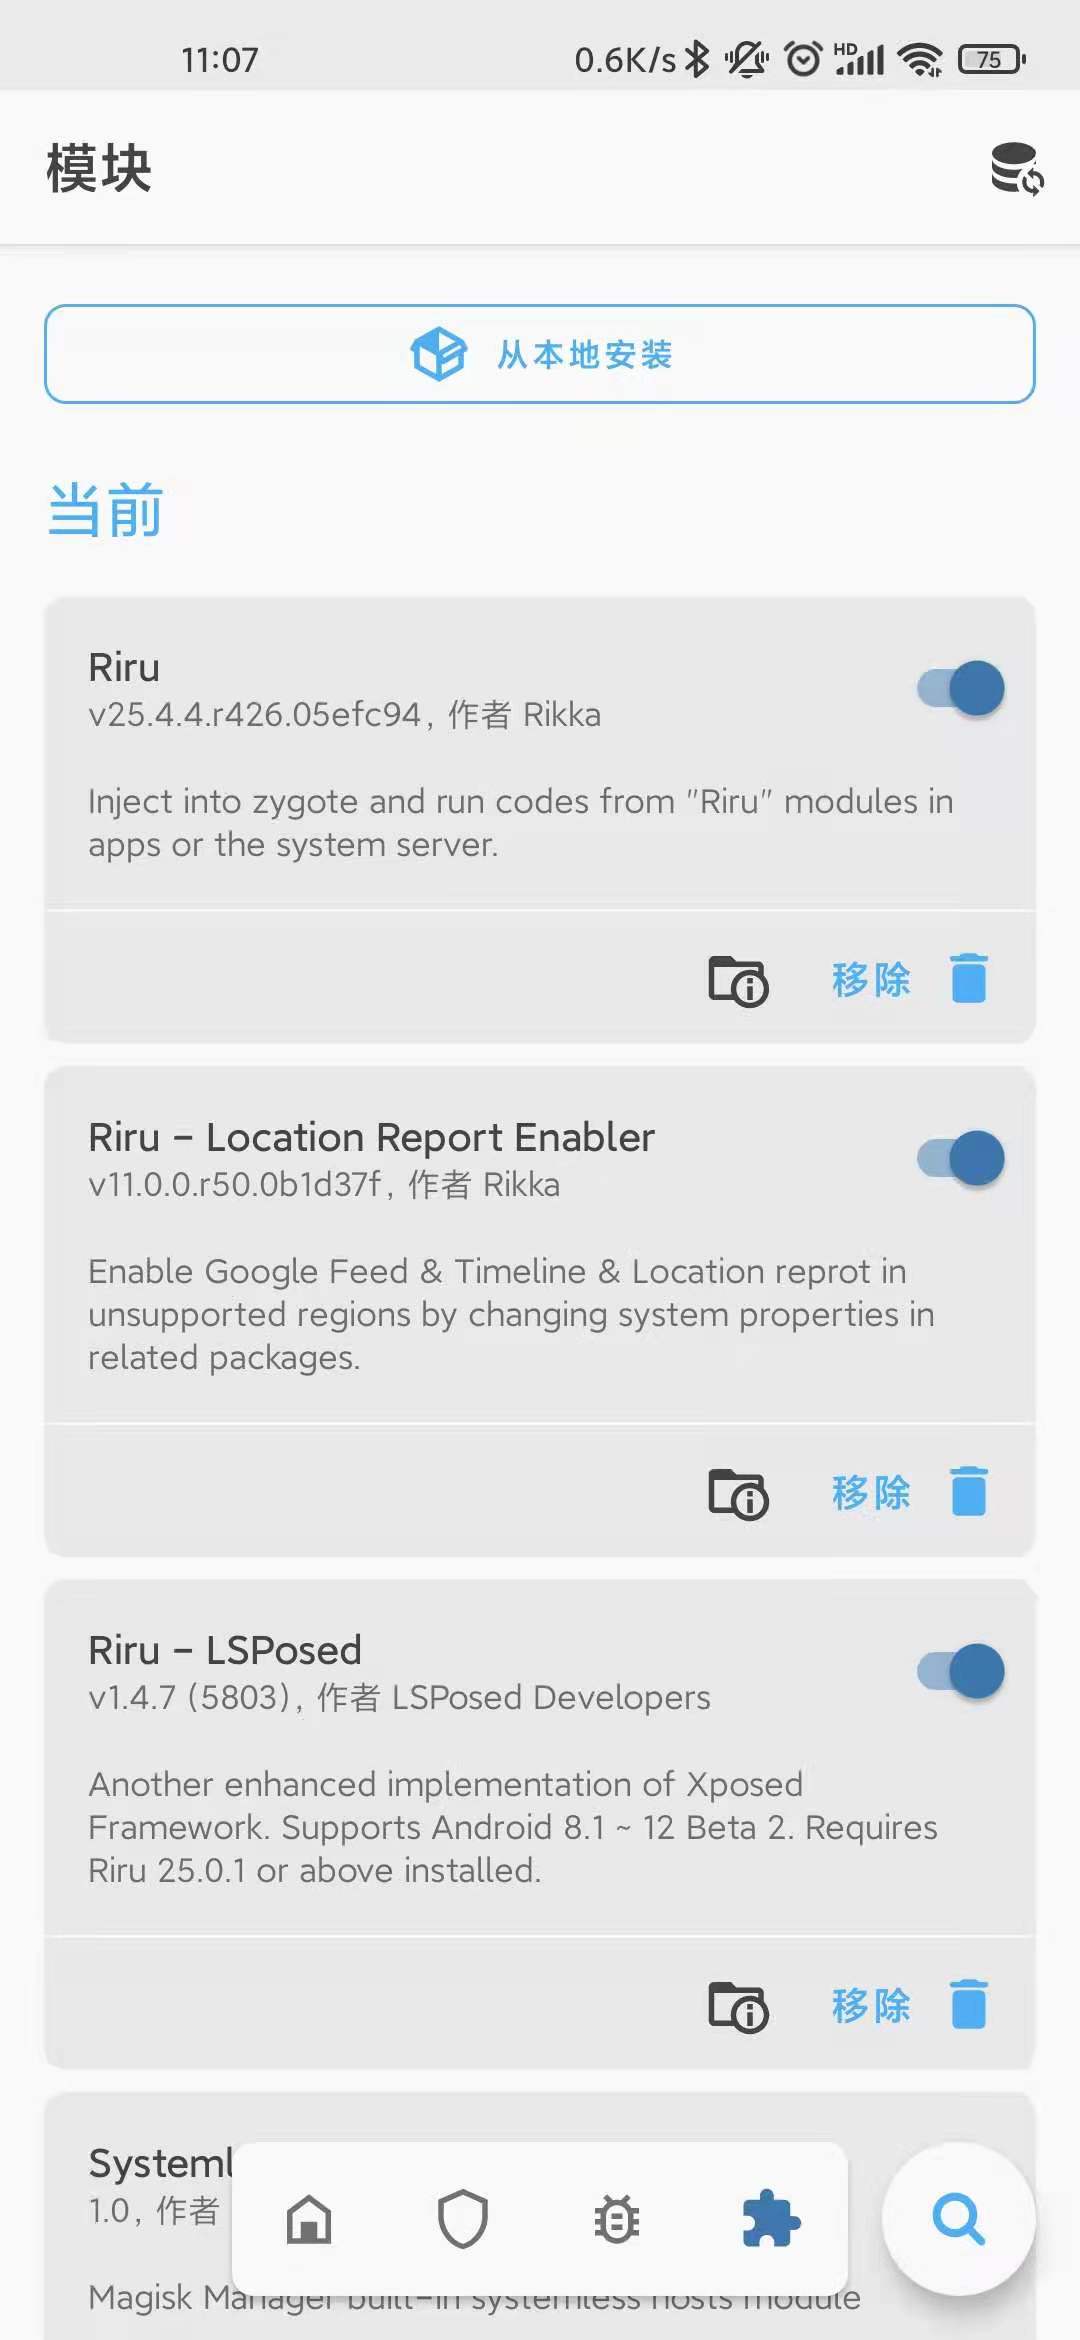 11:07
0.6K/s HD 75
模块
从本地安装
当前
Riru
v25.4.4.r426.05efc94, 作者 Rikka
Inject into zygote and run codes from "Riru" modules in
apps or the system server.
移除
Riru - Location Report Enabler
v11.0.0.r50.0b1d37f, 作者 Rikka
Enable Google Feed & Timeline & Location reprot in
unsupported regions by changing system properties in
related packages.
移除
Riru - LSPosed
v1.4.7 (5803), 作者 LSPosed Developers
Another enhanced implementation of Xposed
Framework. Supports Android 8.1 ~ 12 Beta 2. Requires
Riru 25.0.1 or above installed.
移除
1.0, 作者
Magisk Manager built-in systemless hosts module